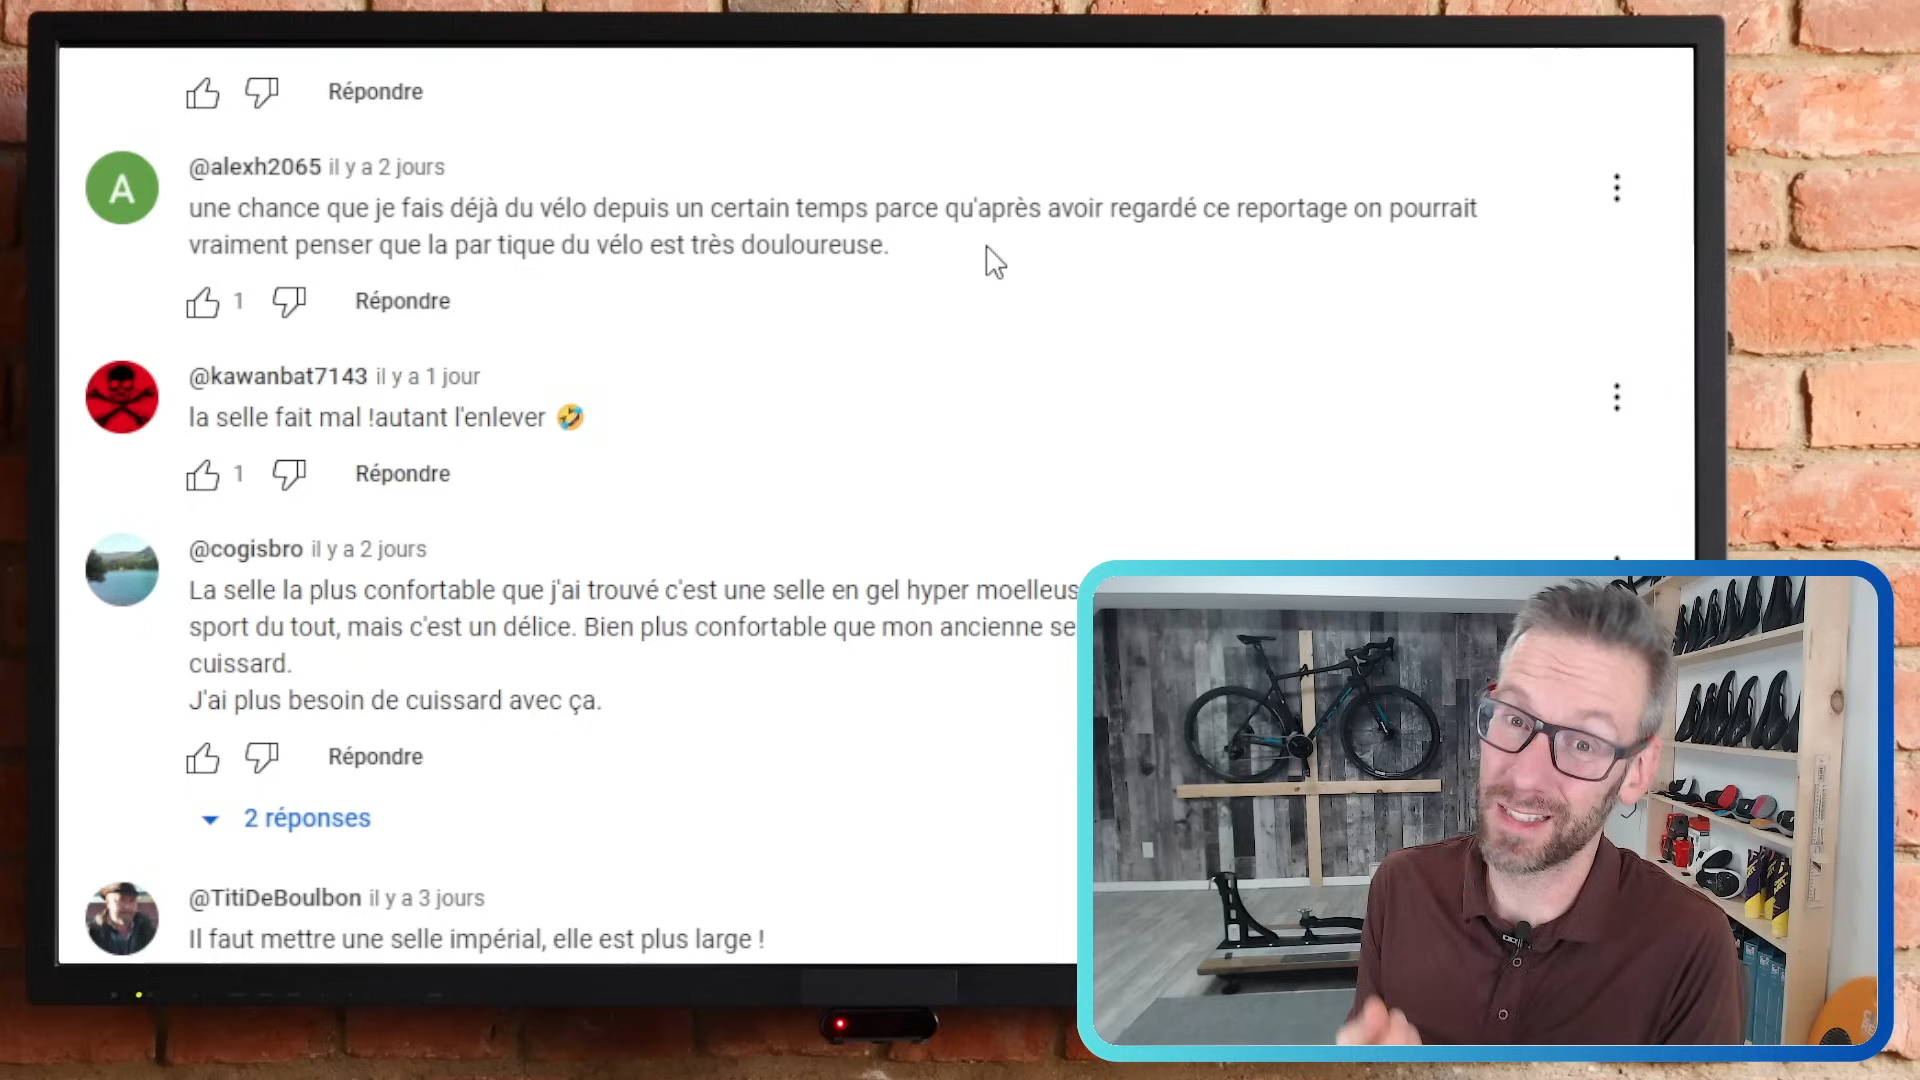 Répondre
A
@alexh2065 il y a 2 jours
une chance que je fais déjà du vélo depuis un certain temps parce qu'après avoir regardé ce reportage on pourrait
vraiment penser que la par tique du vélo est très douloureuse.
1 Répondre
@kawanbat7143 il y a 1 jour
la selle fait mal !autant l'enlever 🤣
1 Répondre
@cogisbro il y a 2 jours
La selle la plus confortable que j'ai trouvé c'est une selle en gel hyper moelleus
sport du tout, mais c'est un délice. Bien plus confortable que mon ancienne se
cuissard.
J'ai plus besoin de cuissard avec ça.
Répondre
2 réponses
@TitiDeBoulbon il y a 3 jours
Il faut mettre une selle impérial, elle est plus large !